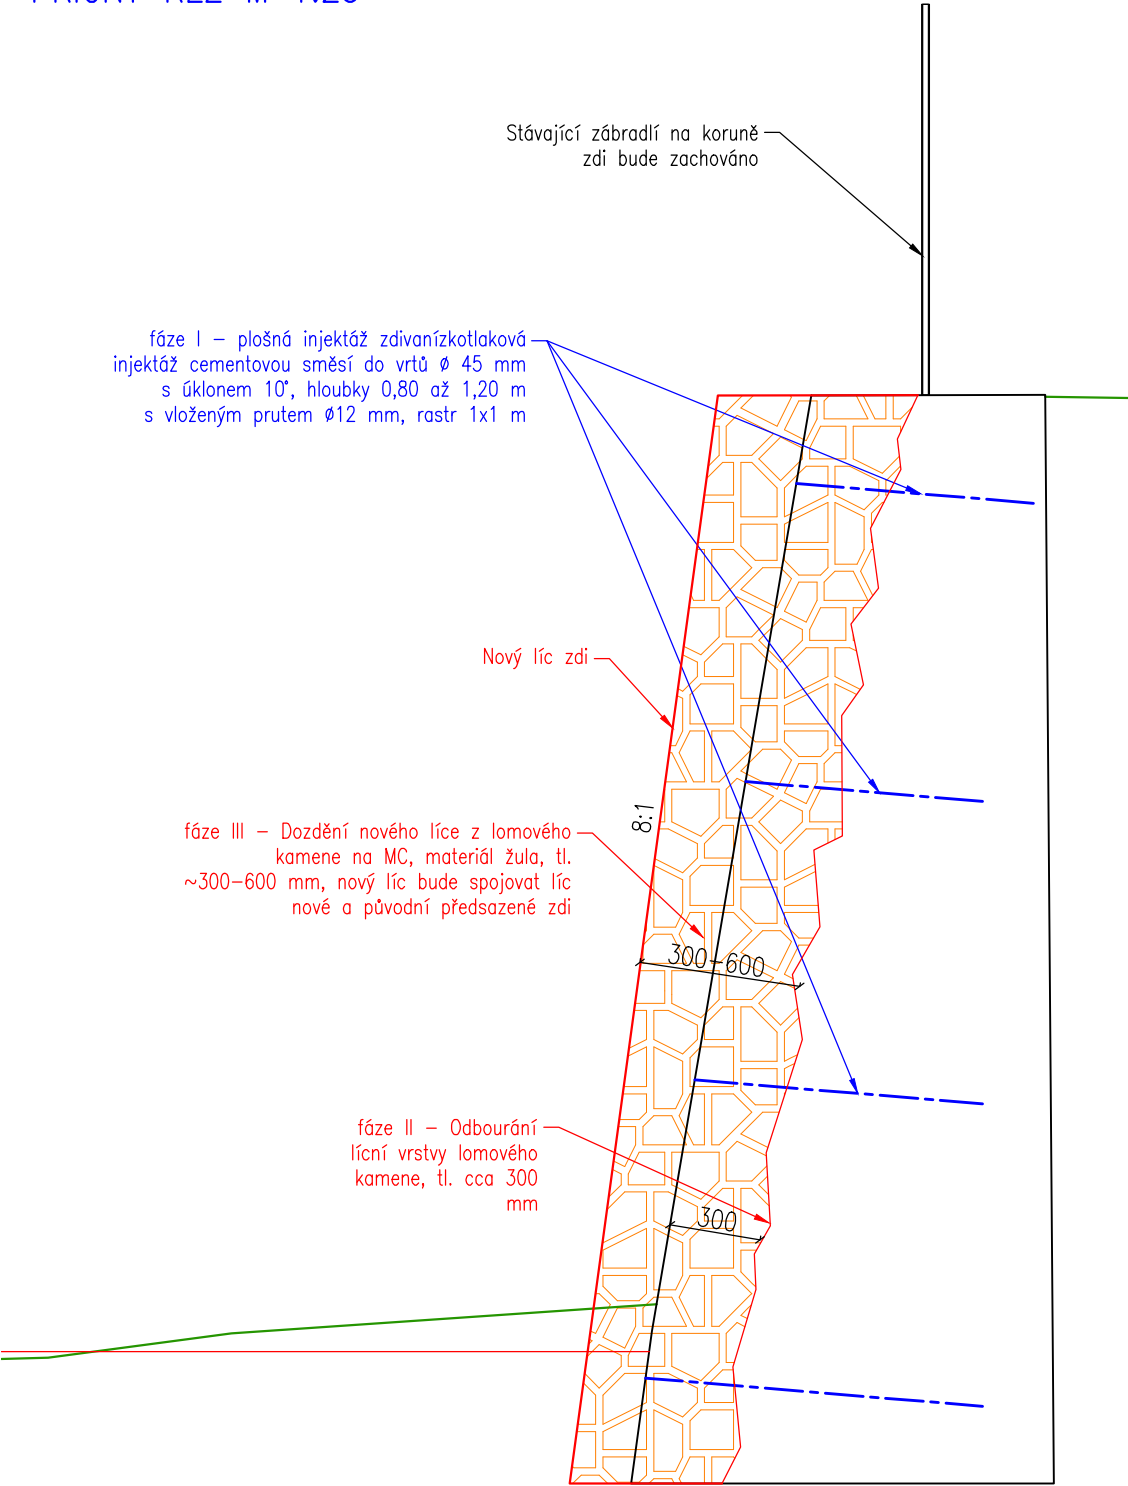 Stávající zábradlí na koruně
zdi bude zachováno
fáze I – plošná injektáž zdivanízkotlaková
injektáž cementovou směsí do vrtů ø 45 mm
s úklonem 10°, hloubky 0,80 až 1,20 m
s vloženým prutem ø12 mm, rastr 1x1 m
Nový líc zdi
8:1
fáze III – Dozdění nového líce z lomového
kamene na MC, materiál žula, tl.
~300–600 mm, nový líc bude spojovat líc
nové a původní předsazené zdi
300–600
fáze II – Odbourání
lícní vrstvy lomového
kamene, tl. cca 300
mm
300